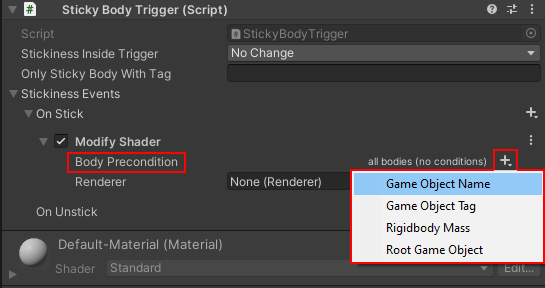 Sticky Body Trigger (Script)
Script
StickyBodyTrigger
Stickiness Inside Trigger
No Change
Only Sticky Body With Tag
Stickiness Events
On Stick
Modify Shader
Body Precondition
all bodies (no conditions)
Renderer
None (Renderer)
Game Object Name
Game Object Tag
Rigidbody Mass
Root Game Object
On Unstick
Default-Material (Material)
Shader
Standard
Edit...